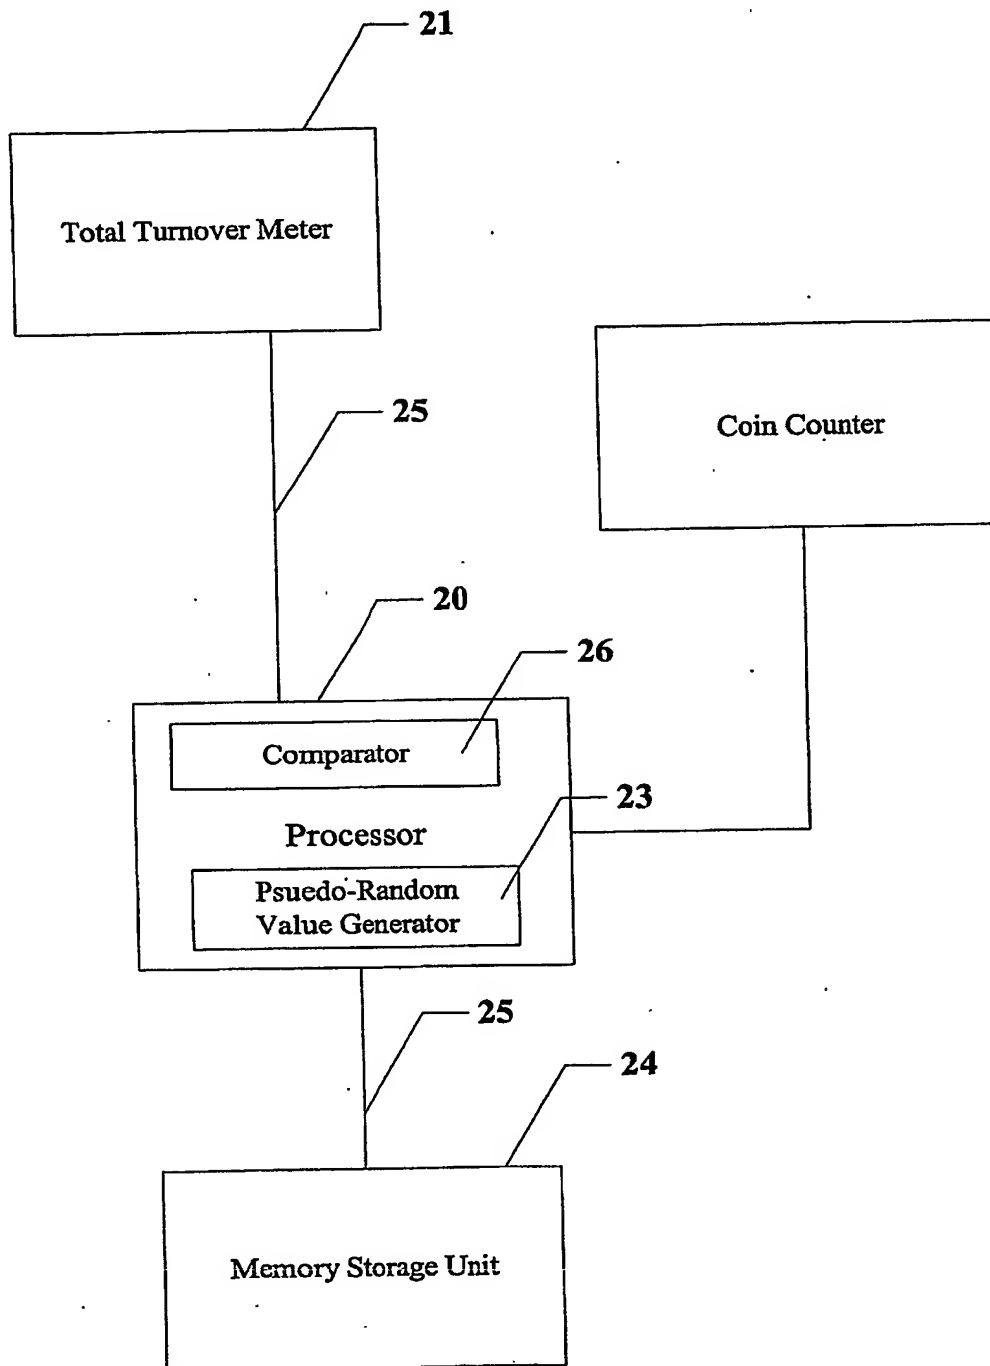 21
Total Turnover Meter
25
Coin Counter
20
26
Comparator
23
Processor
Psuedo-Random
Value Generator
25
24
Memory Storage Unit